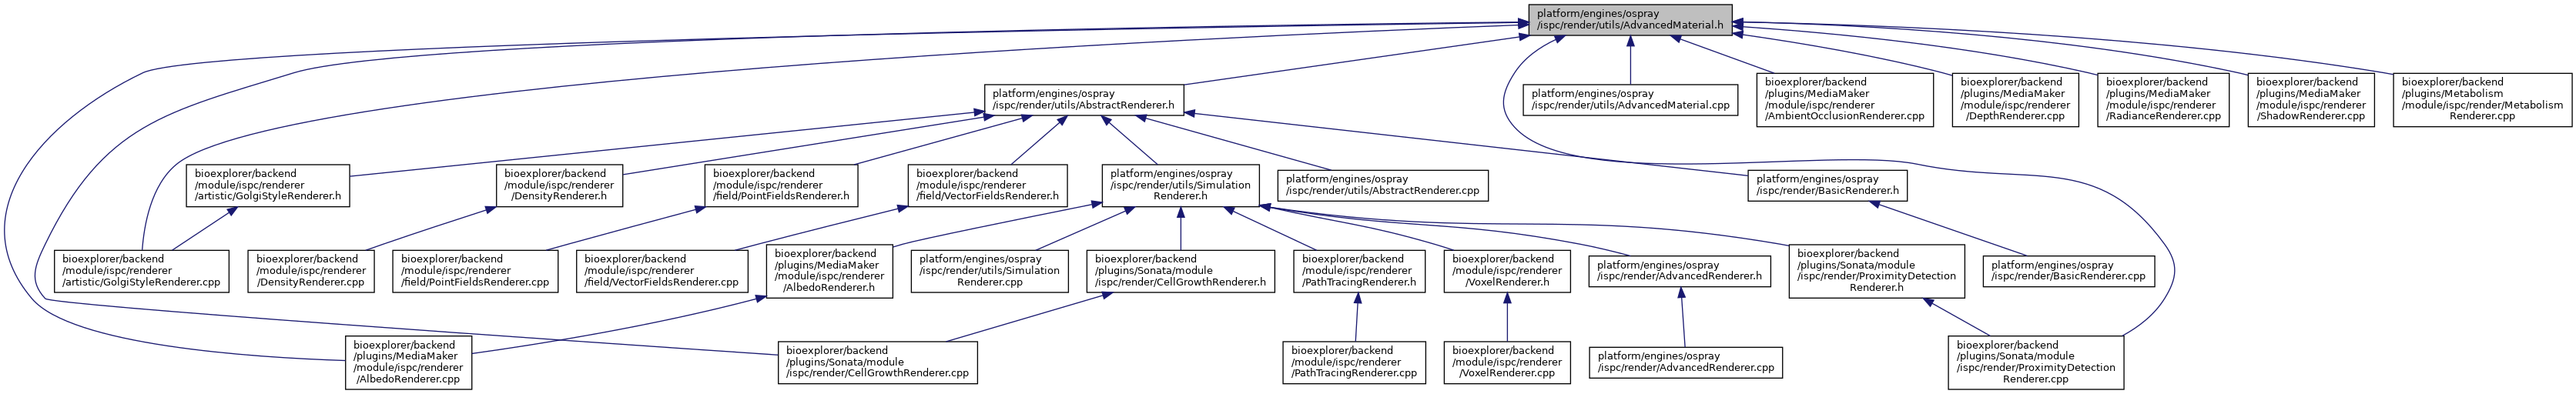 platform/engines/ospray
/ispc/render/utils/AdvancedMaterial.h
platform/engines/ospray
/ispc/render/utils/AbstractRenderer.h
platform/engines/ospray
/ispc/render/utils/AdvancedMaterial.cpp
bioexplorer/backend
/plugins/MediaMaker
/module/ispc/renderer
/AmbientOcclusionRenderer.cpp
bioexplorer/backend
/plugins/MediaMaker
/module/ispc/renderer
/DepthRenderer.cpp
bioexplorer/backend
/plugins/MediaMaker
/module/ispc/renderer
/RadianceRenderer.cpp
bioexplorer/backend
/plugins/MediaMaker
/module/ispc/renderer
/ShadowRenderer.cpp
bioexplorer/backend
/plugins/Metabolism
/module/ispc/render/Metabolism
Renderer.cpp
bioexplorer/backend
/module/ispc/renderer
/artistic/GolgiStyleRenderer.h
bioexplorer/backend
/module/ispc/renderer
/DensityRenderer.h
bioexplorer/backend
/module/ispc/renderer
/field/PointFieldsRenderer.h
bioexplorer/backend
/module/ispc/renderer
/field/VectorFieldsRenderer.h
platform/engines/ospray
/ispc/render/utils/Simulation
Renderer.h
platform/engines/ospray
/ispc/render/utils/AbstractRenderer.cpp
platform/engines/ospray
/ispc/render/BasicRenderer.h
bioexplorer/backend
/module/ispc/renderer
/artistic/GolgiStyleRenderer.cpp
bioexplorer/backend
/module/ispc/renderer
/DensityRenderer.cpp
bioexplorer/backend
/module/ispc/renderer
/field/PointFieldsRenderer.cpp
bioexplorer/backend
/module/ispc/renderer
/field/VectorFieldsRenderer.cpp
bioexplorer/backend
/plugins/MediaMaker
/module/ispc/renderer
/AlbedoRenderer.h
platform/engines/ospray
/ispc/render/utils/Simulation
Renderer.cpp
bioexplorer/backend
/plugins/Sonata/module
/ispc/render/CellGrowthRenderer.h
bioexplorer/backend
/module/ispc/renderer
/PathTracingRenderer.h
bioexplorer/backend
/module/ispc/renderer
/VoxelRenderer.h
platform/engines/ospray
/ispc/render/AdvancedRenderer.h
bioexplorer/backend
/plugins/Sonata/module
/ispc/render/ProximityDetection
Renderer.h
platform/engines/ospray
/ispc/render/BasicRenderer.cpp
bioexplorer/backend
/plugins/MediaMaker
/module/ispc/renderer
/AlbedoRenderer.cpp
bioexplorer/backend
/plugins/Sonata/module
/ispc/render/CellGrowthRenderer.cpp
bioexplorer/backend
/module/ispc/renderer
/PathTracingRenderer.cpp
bioexplorer/backend
/module/ispc/renderer
/VoxelRenderer.cpp
platform/engines/ospray
/ispc/render/AdvancedRenderer.cpp
bioexplorer/backend
/plugins/Sonata/module
/ispc/render/ProximityDetection
Renderer.cpp